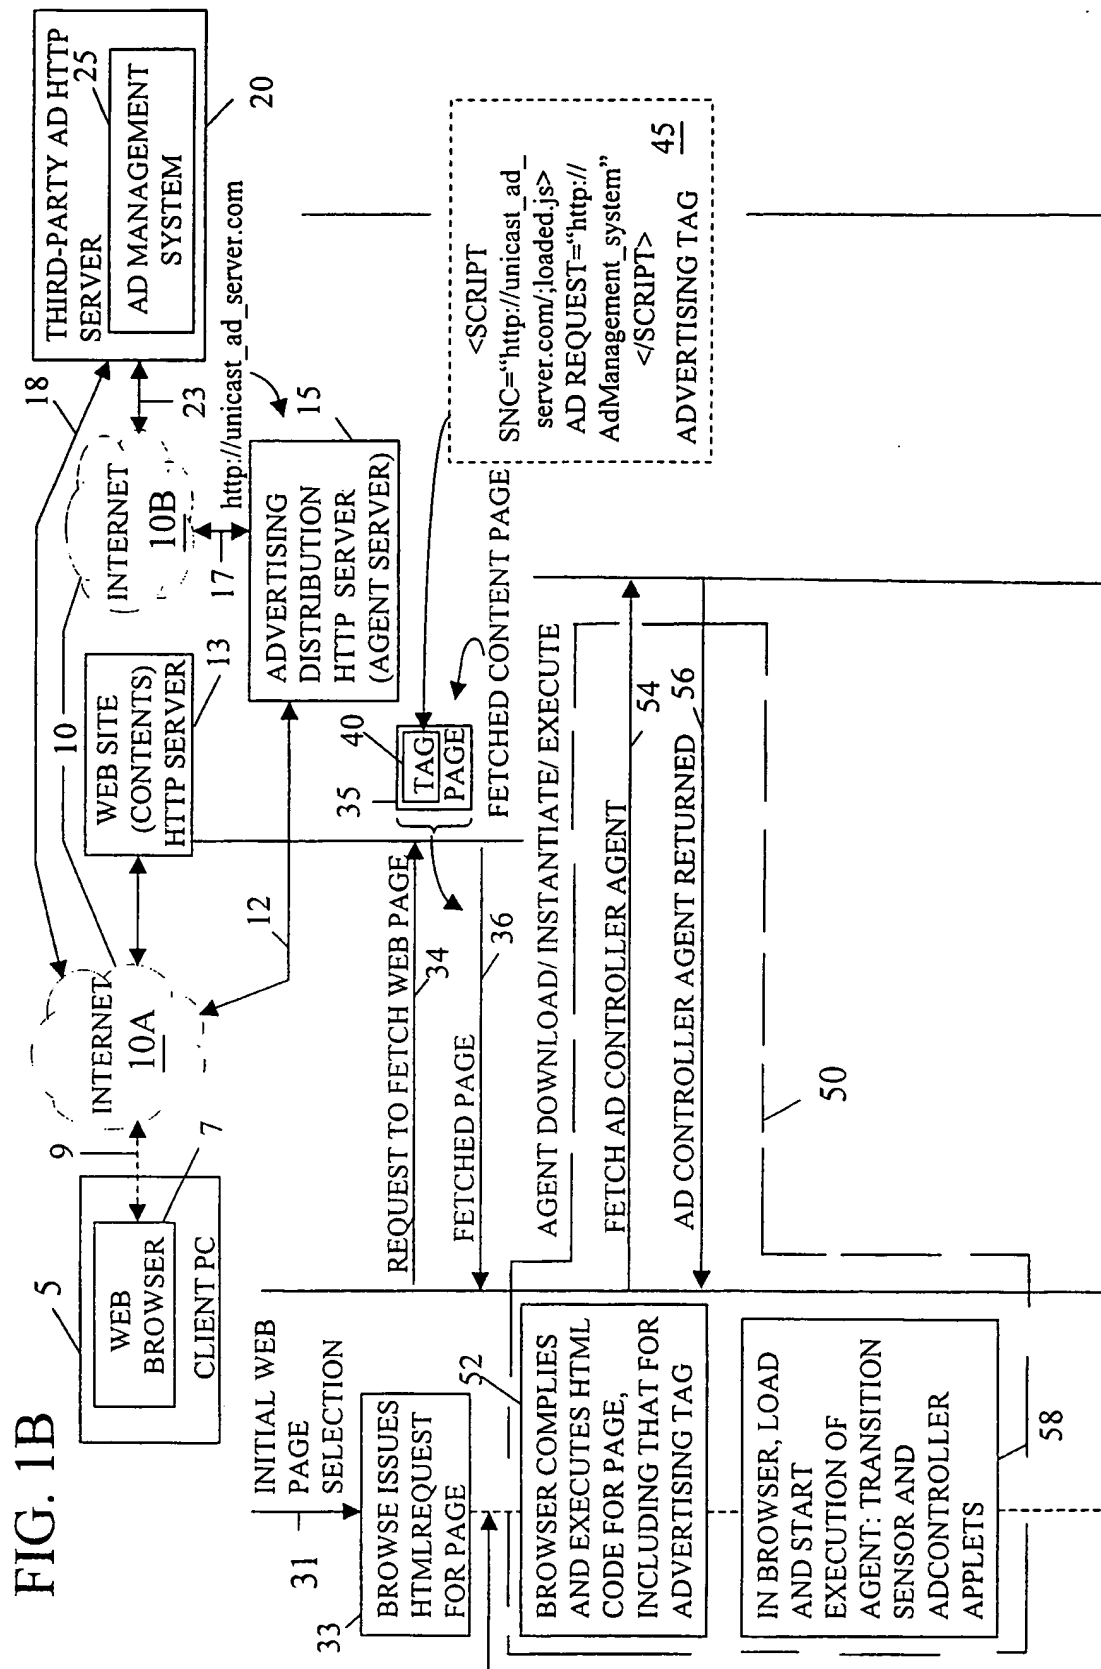 FIG. 1B
5
WEB
BROWSER
CLIENT PC
7
9
INTERNET
10A
10
WEB SITE
(CONTENTS)
HTTP SERVER
13
12
18
INTERNET
10B
17
23
http://unicast_ad_server.com
ADVERTISING
DISTRIBUTION
HTTP SERVER
(AGENT SERVER)
15
THIRD-PARTY AD HTTP
SERVER
25
AD MANAGEMENT
SYSTEM
20
INITIAL WEB
PAGE
SELECTION
31
33
BROWSE ISSUES
HTMLREQUEST
FOR PAGE
REQUEST TO FETCH WEB PAGE
34
FETCHED PAGE
36
35
40
TAG
PAGE
FETCHED CONTENT PAGE
<SCRIPT
SNC="http://unicast_ad_
server.com/;loaded.js>
AD REQUEST="http://
AdManagement_system"
</SCRIPT>
45
ADVERTISING TAG
52
BROWSER COMPLIES
AND EXECUTES HTML
CODE FOR PAGE,
INCLUDING THAT FOR
ADVERTISING TAG
AGENT DOWNLOAD/ INSTANTIATE/ EXECUTE
FETCH AD CONTROLLER AGENT
54
AD CONTROLLER AGENT RETURNED
56
50
IN BROWSER, LOAD
AND START
EXECUTION OF
AGENT: TRANSITION
SENSOR AND
ADCONTROLLER
APPLETS
58